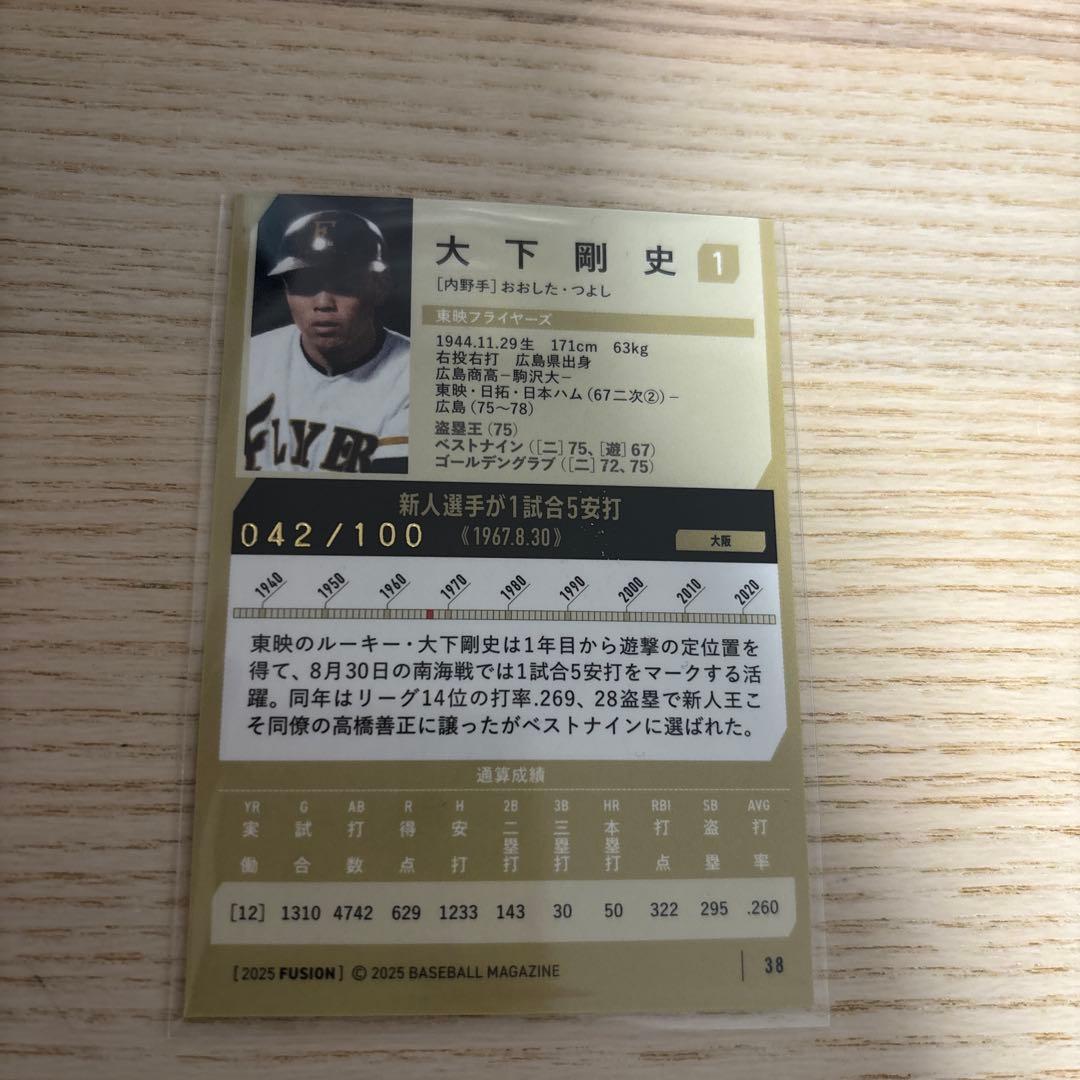 F
FLYER
大下剛史 1
[内野手]おおした・つよし
東映フライヤーズ
1944.11.29生 171cm 63kg
右投右打 広島県出身
広島商高−駒沢大−
東映・日拓・日本ハム(67二次②)−
広島(75〜78)
盗塁王(75)
ベストナイン([二]75、[遊]67)
ゴールデングラブ([二]72、75)
新人選手が1試合5安打
042/100 《1967.8.30》 大阪
1940 1950 1960 1970 1980 1990 2000 2010 2020
東映のルーキー・大下剛史は1年目から遊撃の定位置を
得て、8月30日の南海戦では1試合5安打をマークする活
躍。同年はリーグ14位の打率.269、28盗塁で新人王こ
そ同僚の高橋善正に譲ったがベストナインに選ばれた。
通算成績
YR G AB R H 2B 3B HR RBI SB AVG
実働 試合 打数 得点 安打 二塁打 三塁打 本塁打 打点 盗塁 打率
[12] 1310 4742 629 1233 143 30 50 322 295 .260
[2025 FUSION] © 2025 BASEBALL MAGAZINE 38